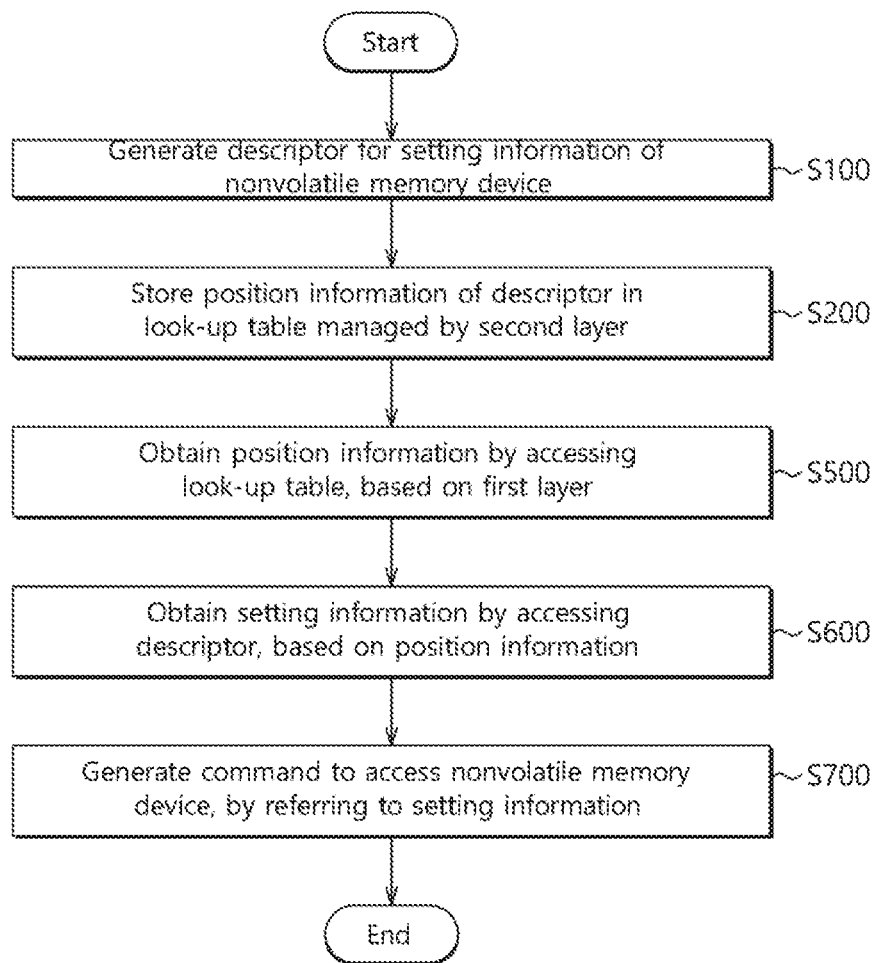 Start
Generate descriptor for setting information of
nonvolatile memory device
S100
Store position information of descriptor in
look-up table managed by second layer
S200
Obtain position information by accessing
look-up table, based on first layer
S500
Obtain setting information by accessing
descriptor, based on position information
S600
Generate command to access nonvolatile memory
device, by referring to setting information
S700
End